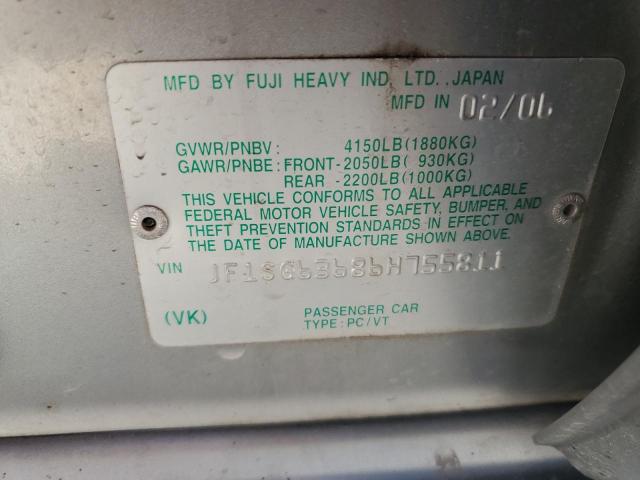 MFD BY FUJI HEAVY IND. LTD., JAPAN
MFD IN 02/06
GVWR/PNBV: 4150LB(1880KG)
GAWR/PNBE: FRONT-2050LB( 930KG)
REAR -2200LB(1000KG)
THIS VEHICLE CONFORMS TO ALL APPLICABLE
FEDERAL MOTOR VEHICLE SAFETY, BUMPER, AND
THEFT PREVENTION STANDARDS IN EFFECT ON
THE DATE OF MANUFACTURE SHOWN ABOVE.
VIN JF1SG63686H755811
(VK) PASSENGER CAR
TYPE: PC/VT